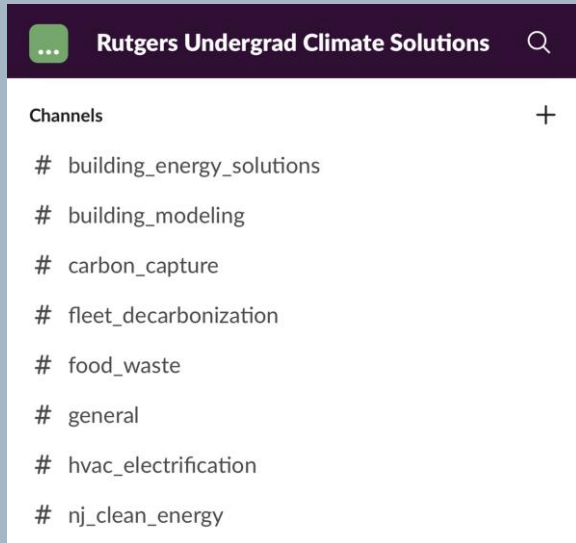 ... Rutgers Undergrad Climate Solutions
Channels +
# building_energy_solutions
# building_modeling
# carbon_capture
# fleet_decarbonization
# food_waste
# general
# hvac_electrification
# nj_clean_energy